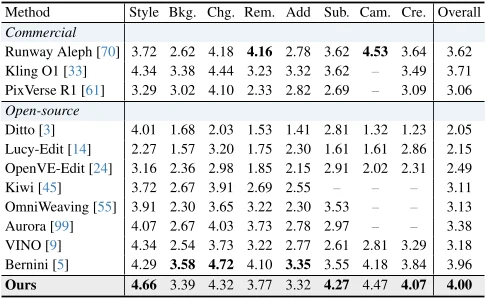 Method Style Bkg. Chg. Rem. Add Sub. Cam. Cre. Overall
Commercial
Runway Aleph [70] 3.72 2.62 4.18 4.16 2.78 3.62 4.53 3.64 3.62
Kling O1 [33] 4.34 3.38 4.44 3.23 3.32 3.62 – 3.49 3.71
PixVerse R1 [61] 3.29 3.02 4.10 2.33 2.82 2.69 – 3.09 3.06
Open-source
Ditto [3] 4.01 1.68 2.03 1.53 1.41 2.81 1.32 1.23 2.05
Lucy-Edit [14] 2.27 1.57 3.20 1.75 2.30 1.61 1.61 2.86 2.15
OpenVE-Edit [24] 3.16 2.36 2.98 1.85 2.15 2.91 2.02 2.31 2.49
Kiwi [45] 3.72 2.67 3.91 2.69 2.55 – – – 3.11
OmniWeaving [55] 3.91 2.30 3.65 3.22 2.30 3.53 – – 3.13
Aurora [99] 4.07 2.67 4.03 3.73 2.78 2.97 – – 3.38
VINO [9] 4.34 2.54 3.73 3.22 2.77 2.61 2.81 3.29 3.18
Bernini [5] 4.29 3.58 4.72 4.10 3.35 3.55 4.18 3.84 3.96
Ours 4.66 3.39 4.32 3.77 3.32 4.27 4.47 4.07 4.00